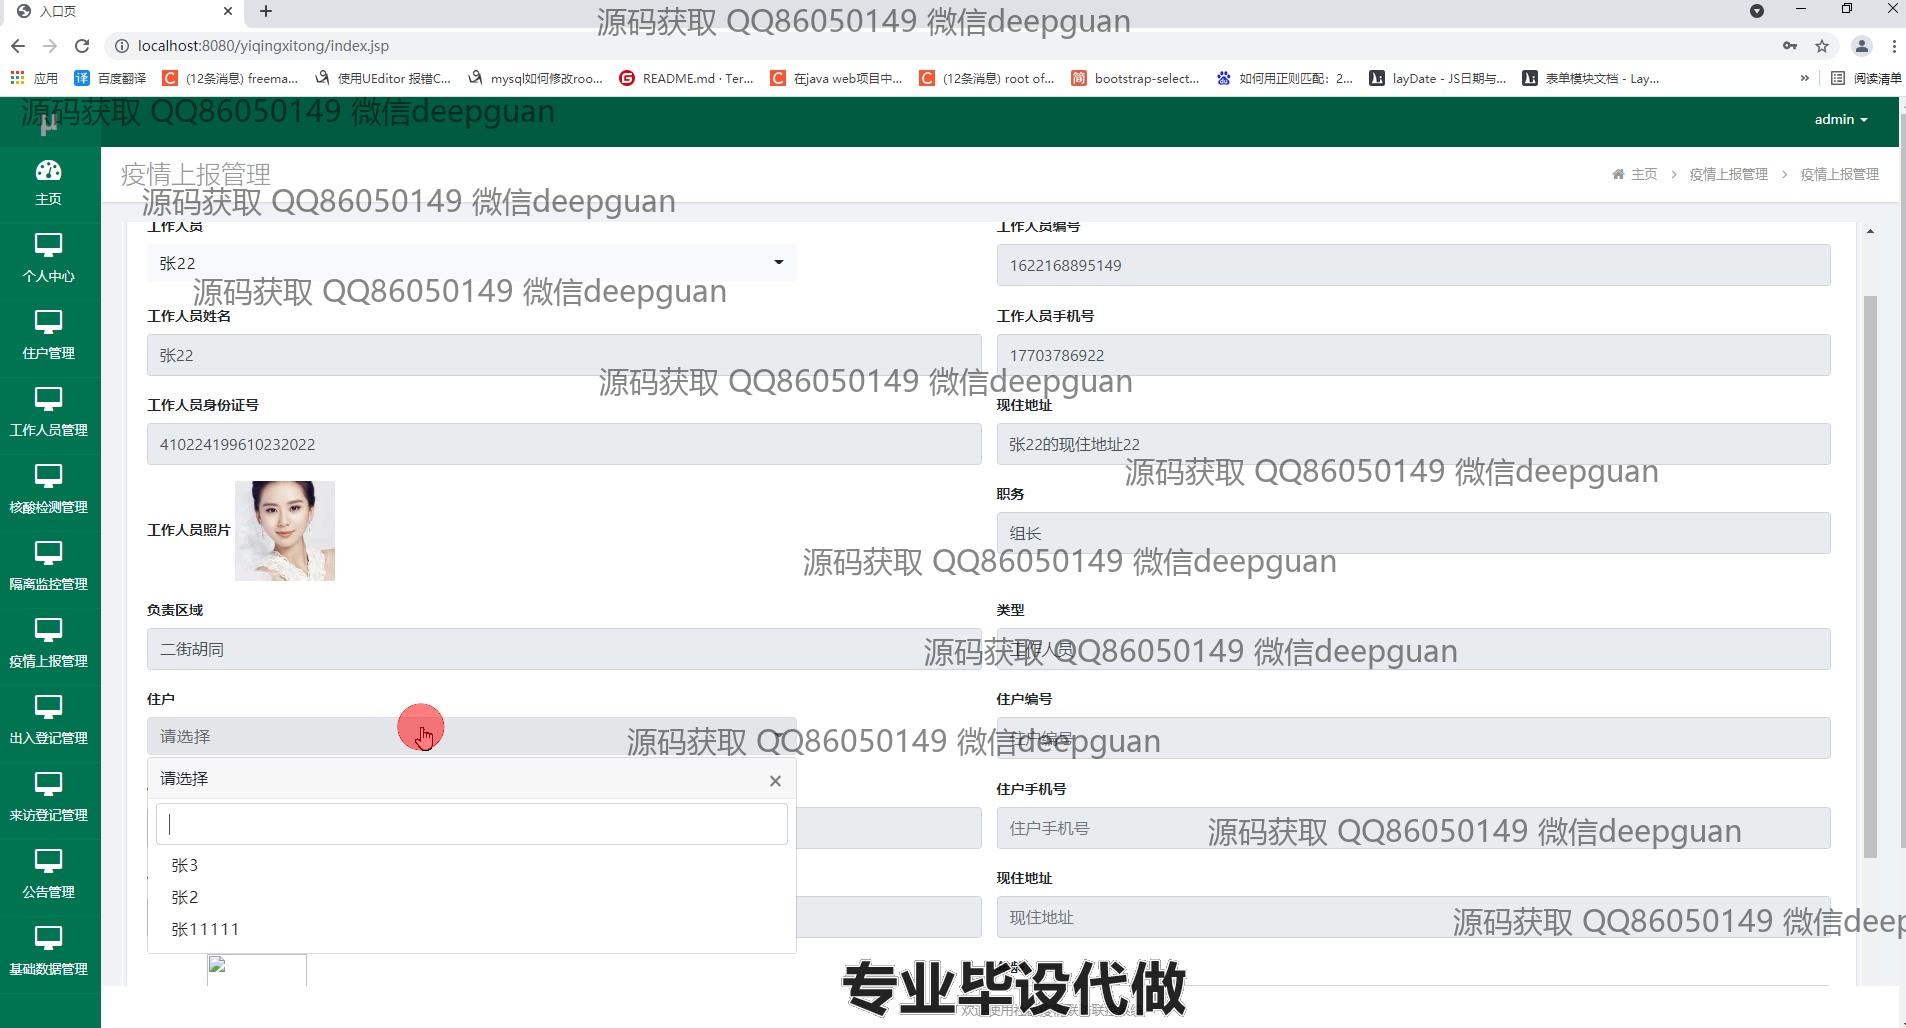 入口页
源码获取 QQ86050149 微信deepguan
localhost:8080/yiqingxitong/index.jsp
应用 百度翻译 (12条消息) freema... 使用UEditor 报错C... mysql如何修改roo... README.md · Ter... 在java web项目中... (12条消息) root of... bootstrap-select... 如何用正则匹配：2... layDate - JS日期与... 表单模块文档 - Lay... » 阅读清单
源码获取 QQ86050149 微信deepguan
μ
admin
疫情上报管理
主页 > 疫情上报管理 > 疫情上报管理
源码获取 QQ86050149 微信deepguan
主页
个人中心
住户管理
工作人员管理
核酸检测管理
隔离监控管理
疫情上报管理
出入登记管理
来访登记管理
公告管理
基础数据管理
工作人员
张22
工作人员编号
1622168895149
源码获取 QQ86050149 微信deepguan
工作人员姓名
张22
工作人员手机号
17703786922
源码获取 QQ86050149 微信deepguan
工作人员身份证号
410224199610232022
现住地址
张22的现住地址22
源码获取 QQ86050149 微信deepguan
工作人员照片
职务
组长
源码获取 QQ86050149 微信deepguan
负责区域
二街胡同
类型
工作人员
源码获取 QQ86050149 微信deepguan
住户
请选择
住户编号
住户编号
源码获取 QQ86050149 微信deepguan
请选择 ×
张3
张2
张11111
住户手机号
住户手机号
源码获取 QQ86050149 微信deepguan
现住地址
现住地址
源码获取 QQ86050149 微信deep
专业毕设代做